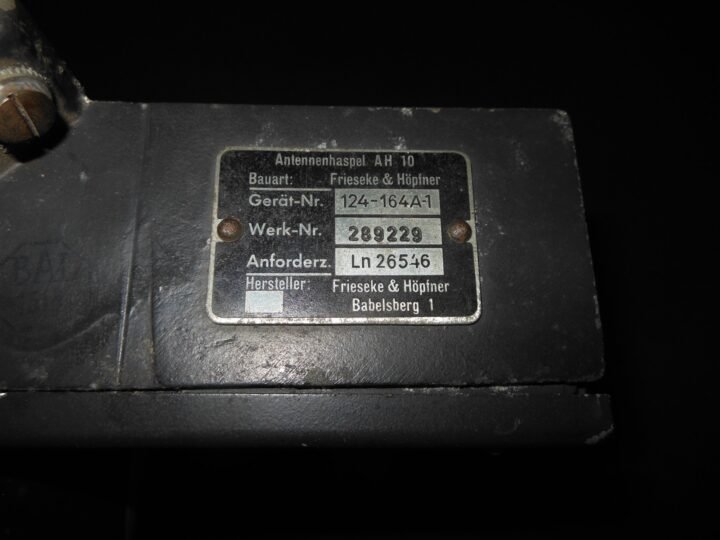 Antennenhaspel AH 10
Bauart: Frieseke & Höpfner
Gerät-Nr. 124-164A-1
Werk-Nr. 289229
Anforderz. Ln 26546
Hersteller: Frieseke & Höpfner
Babelsberg 1
BAL